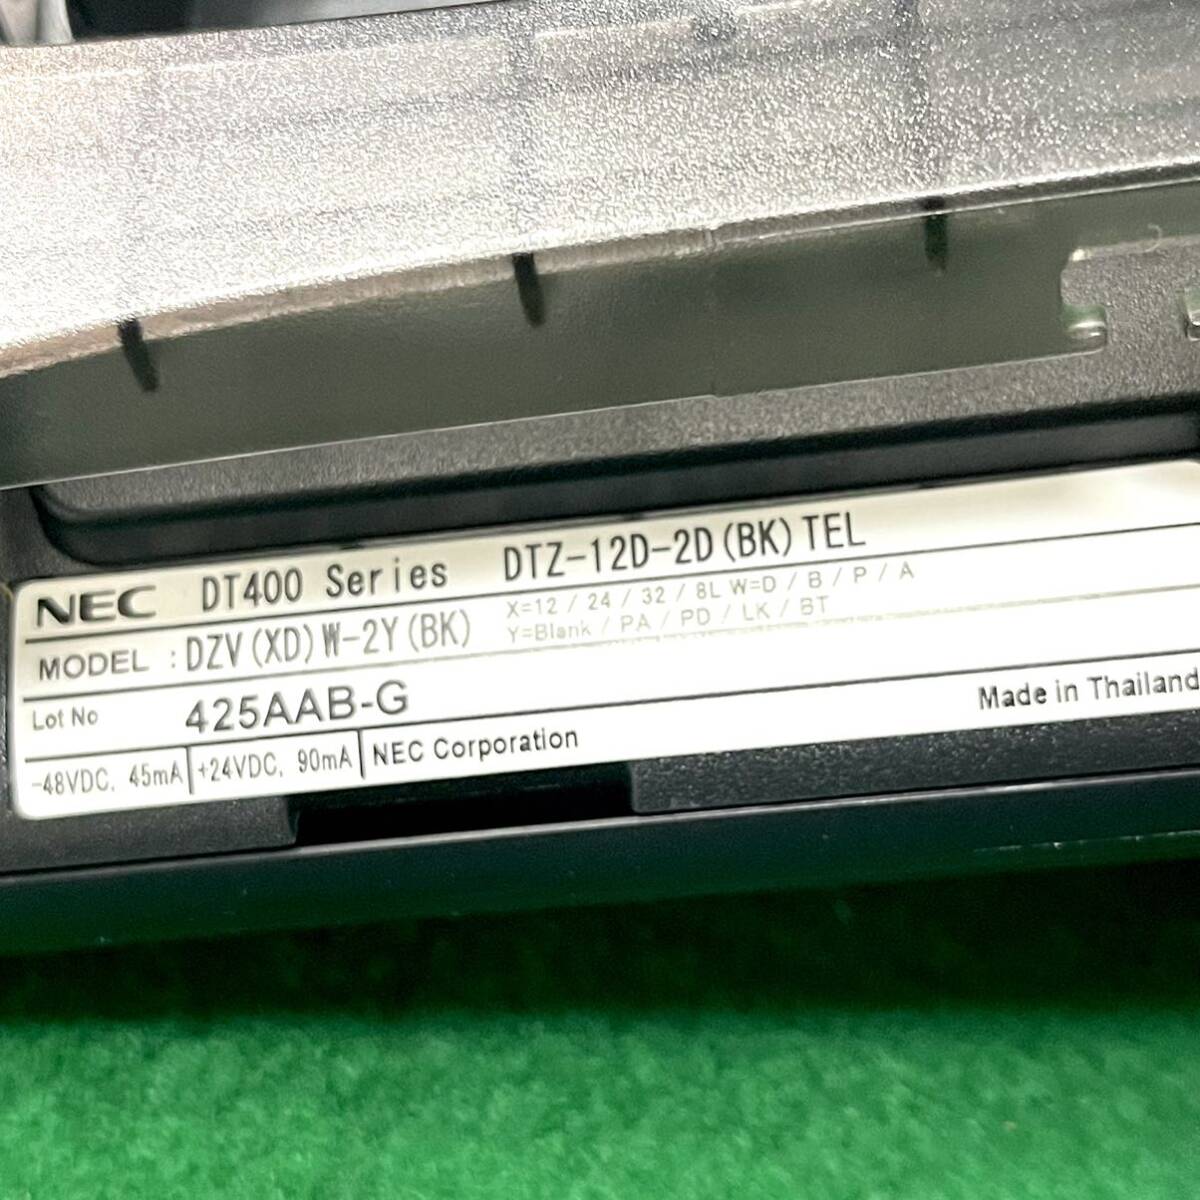 NEC DT400 Series DTZ-12D-2D(BK)TEL
MODEL : DZV(XD)W-2Y(BK) X=12 / 24 / 32 / 8L W=D / B / P / A
Y=Blank / PA / PD / LK / BT
Lot No 425AAB-G
Made in Thailand
-48VDC, 45mA +24VDC, 90mA NEC Corporation